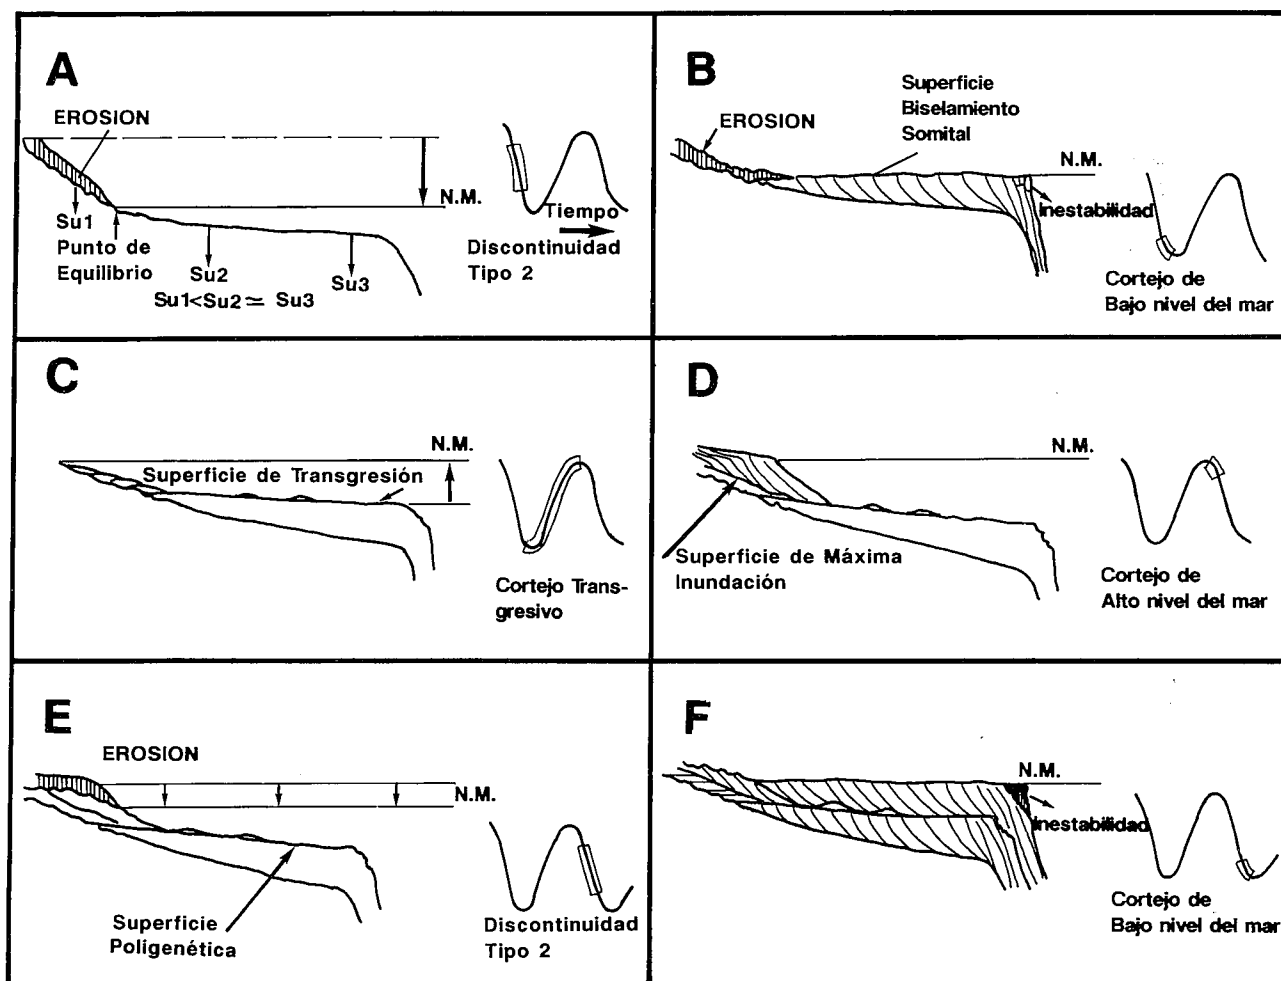 A
EROSION
N.M.
Su1
Punto de
Equilibrio
Su2
Su3
Su1<Su2≃ Su3
Tiempo
Discontinuidad
Tipo 2
B
Superficie
Biselamiento
Somital
EROSION
N.M.
Inestabilidad
Cortejo de
Bajo nivel del mar
C
N.M.
Superficie de Transgresión
Cortejo Trans-
gresivo
D
N.M.
Superficie de Máxima
Inundación
Cortejo de
Alto nivel del mar
E
EROSION
N.M.
Superficie
Poligenética
Discontinuidad
Tipo 2
F
N.M.
Inestabilidad
Cortejo de
Bajo nivel del mar